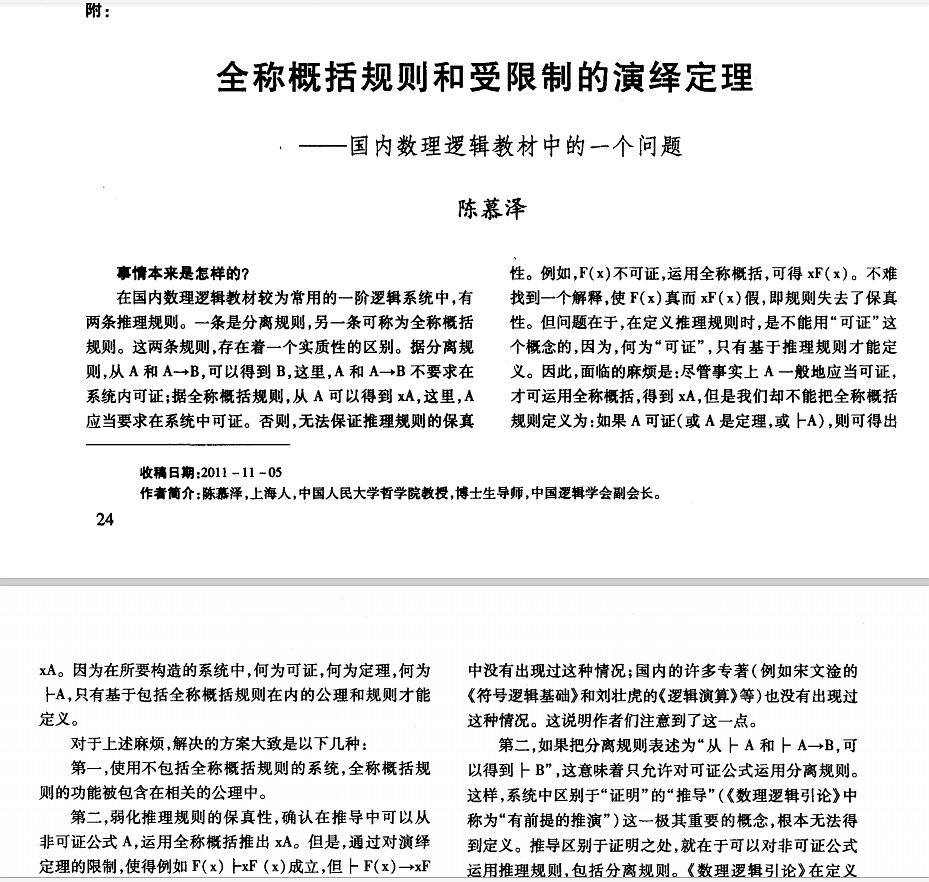 附:
全称概括规则和受限制的演绎定理
——国内数理逻辑教材中的一个问题
陈慕泽
事情本来是怎样的?
在国内数理逻辑教材较为常用的一阶逻辑系统中,有
两条推理规则。一条是分离规则,另一条可称为全称概括
规则。这两条规则,存在着一个实质性的区别。据分离规
则,从 A 和 A→B,可以得到 B,这里,A 和 A→B 不要求在
系统内可证;据全称概括规则,从 A 可以得到 xA,这里,A
应当要求在系统中可证。否则,无法保证推理规则的保真
性。例如,F(x)不可证,运用全称概括,可得 xF(x)。不难
找到一个解释,使 F(x)真而 xF(x)假,即规则失去了保真
性。但问题在于,在定义推理规则时,是不能用“可证”这
个概念的,因为,何为“可证”,只有基于推理规则才能定
义。因此,面临的麻烦是:尽管事实上 A 一般地应当可证,
才可运用全称概括,得到 xA,但是我们却不能把全称概括
规则定义为:如果 A 可证(或 A 是定理,或├A),则可得出
收稿日期:2011-11-05
作者简介:陈慕泽,上海人,中国人民大学哲学院教授,博士生导师,中国逻辑学会副会长。
24
xA。因为在所要构造的系统中,何为可证,何为定理,何为
├A,只有基于包括全称概括规则在内的公理和规则才能
定义。
对于上述麻烦,解决的方案大致是以下几种:
第一,使用不包括全称概括规则的系统,全称概括规
则的功能被包含在相关的公理中。
第二,弱化推理规则的保真性,确认在推导中可以从
非可证公式 A,运用全称概括推出 xA。但是,通过对演绎
定理的限制,使得例如 F(x)├xF (x)成立,但├ F(x)→xF
中没有出现过这种情况;国内的许多专著(例如宋文淦的
《符号逻辑基础》和刘壮虎的《逻辑演算》等)也没有出现过
这种情况。这说明作者们注意到了这一点。
第二,如果把分离规则表述为“从├ A 和├ A→B,可
以得到├ B”,这意味着只允许对可证公式运用分离规则。
这样,系统中区别于“证明”的“推导”(《数理逻辑引论》中
称为“有前提的推演”)这一极其重要的概念,根本无法得
到定义。推导区别于证明之处,就在于可以对非可证公式
运用推理规则,包括分离规则。《数理逻辑引论》在定义